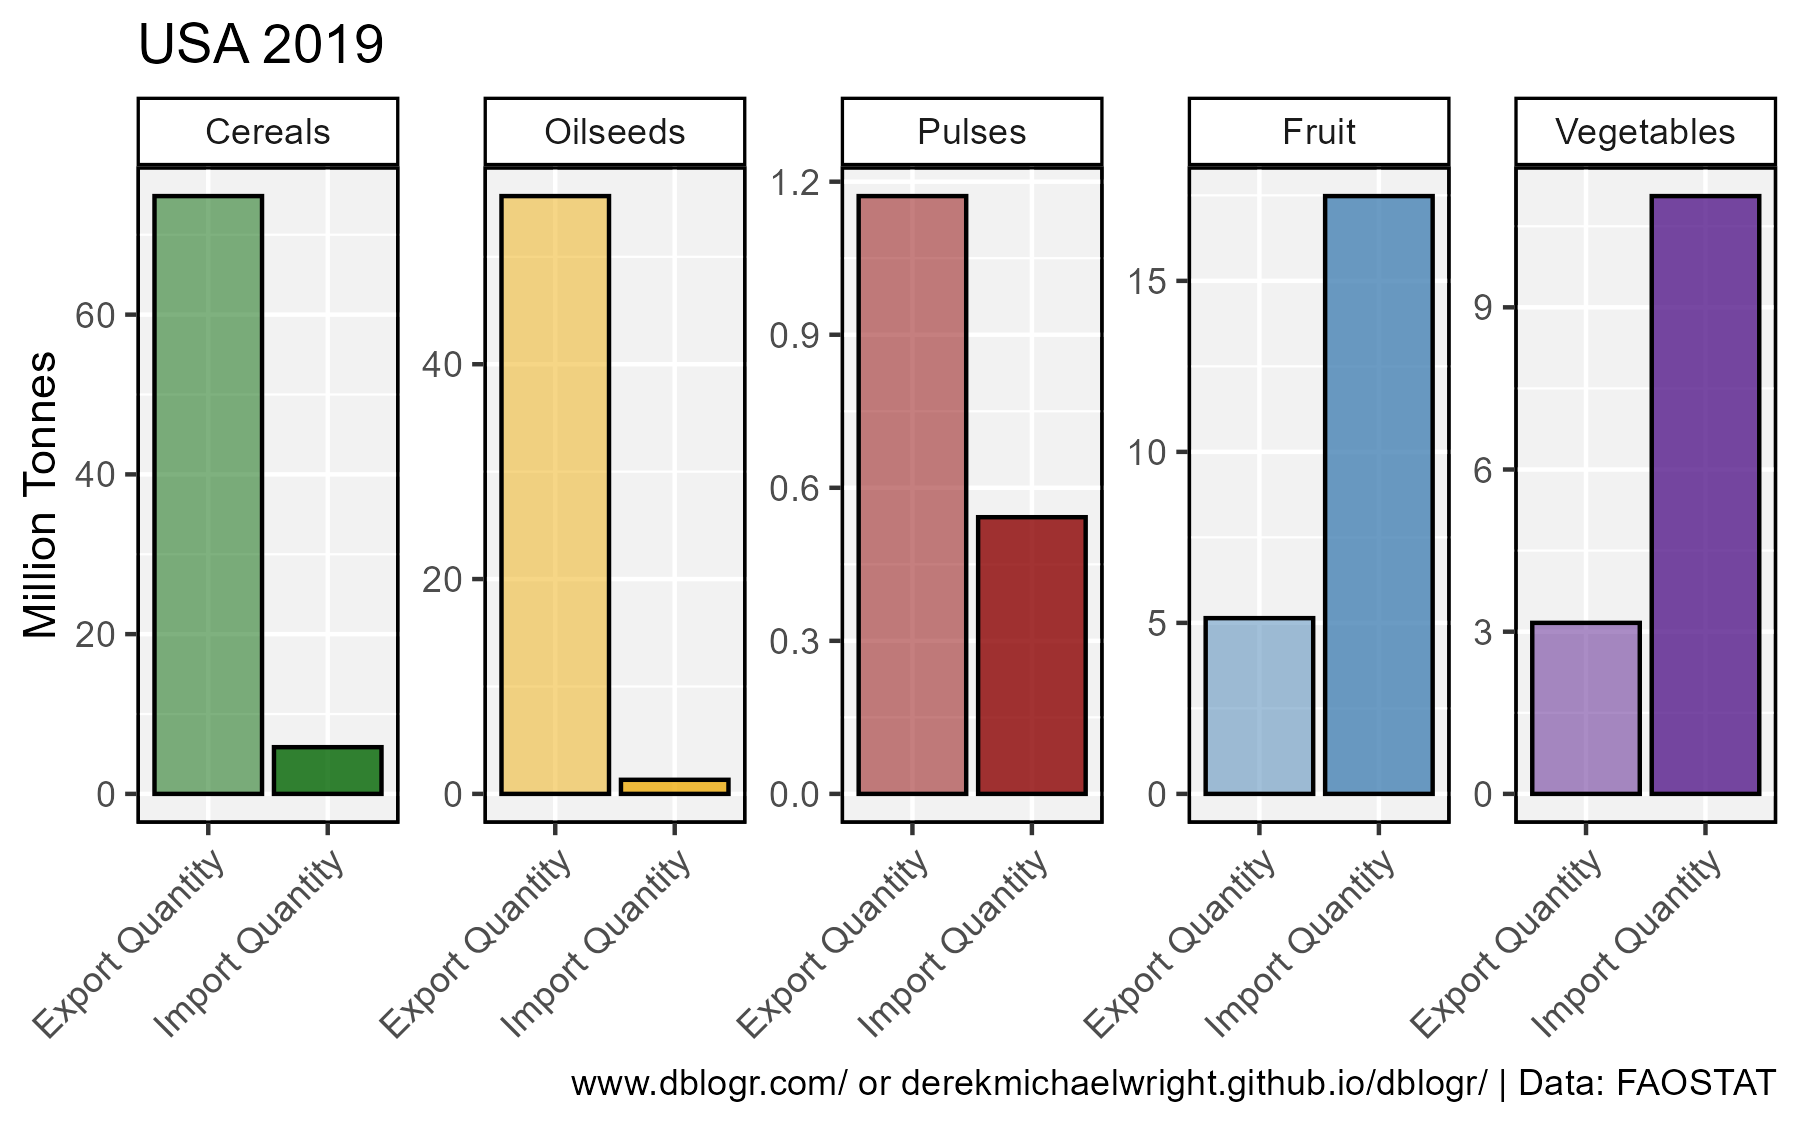 USA 2019
Cereals
Oilseeds
Pulses
Fruit
Vegetables
Million Tonnes
60
40
20
0
40
20
0
1.2
0.9
0.6
0.3
0.0
15
10
5
0
9
6
3
0
Export Quantity
Import Quantity
Export Quantity
Import Quantity
Export Quantity
Import Quantity
Export Quantity
Import Quantity
Export Quantity
Import Quantity
www.dblogr.com/ or derekmichaelwright.github.io/dblogr/ | Data: FAOSTAT